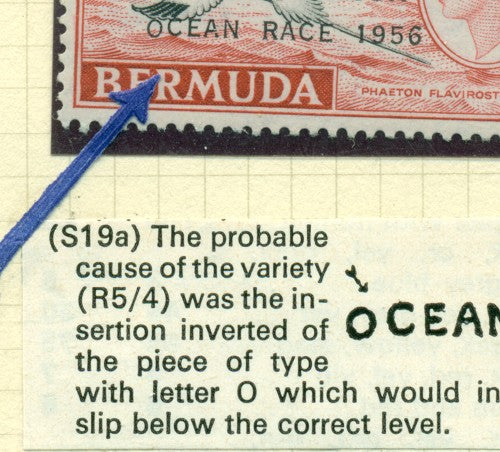 OCEAN RACE 1956
BERMUDA
PHAETON FLAVIROST
(S19a) The probable
cause of the variety
(R5/4) was the in-
sertion inverted of
the piece of type
with letter O which would in
slip below the correct level.
OCEAN